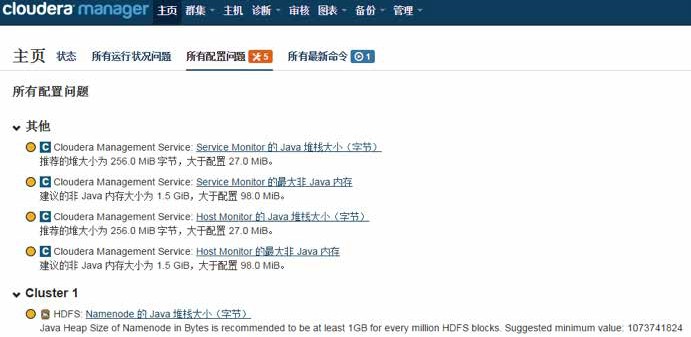 cloudera manager 主页 群集 主机 诊断 审核 图表 备份 管理
主页 状态 所有运行状况问题 所有配置问题 5 所有最新命令 1
所有配置问题
其他
Cloudera Management Service: Service Monitor 的 Java 堆栈大小（字节）
推荐的堆大小为 256.0 MiB 字节，大于配置 27.0 MiB。
Cloudera Management Service: Service Monitor 的最大非 Java 内存
建议的非 Java 内存大小为 1.5 GiB，大于配置 98.0 MiB。
Cloudera Management Service: Host Monitor 的 Java 堆栈大小（字节）
推荐的堆大小为 256.0 MiB 字节，大于配置 27.0 MiB。
Cloudera Management Service: Host Monitor 的最大非 Java 内存
建议的非 Java 内存大小为 1.5 GiB，大于配置 98.0 MiB。
Cluster 1
HDFS: Namenode 的 Java 堆栈大小（字节）
Java Heap Size of Namenode in Bytes is recommended to be at least 1GB for every million HDFS blocks. Suggested minimum value: 1073741824